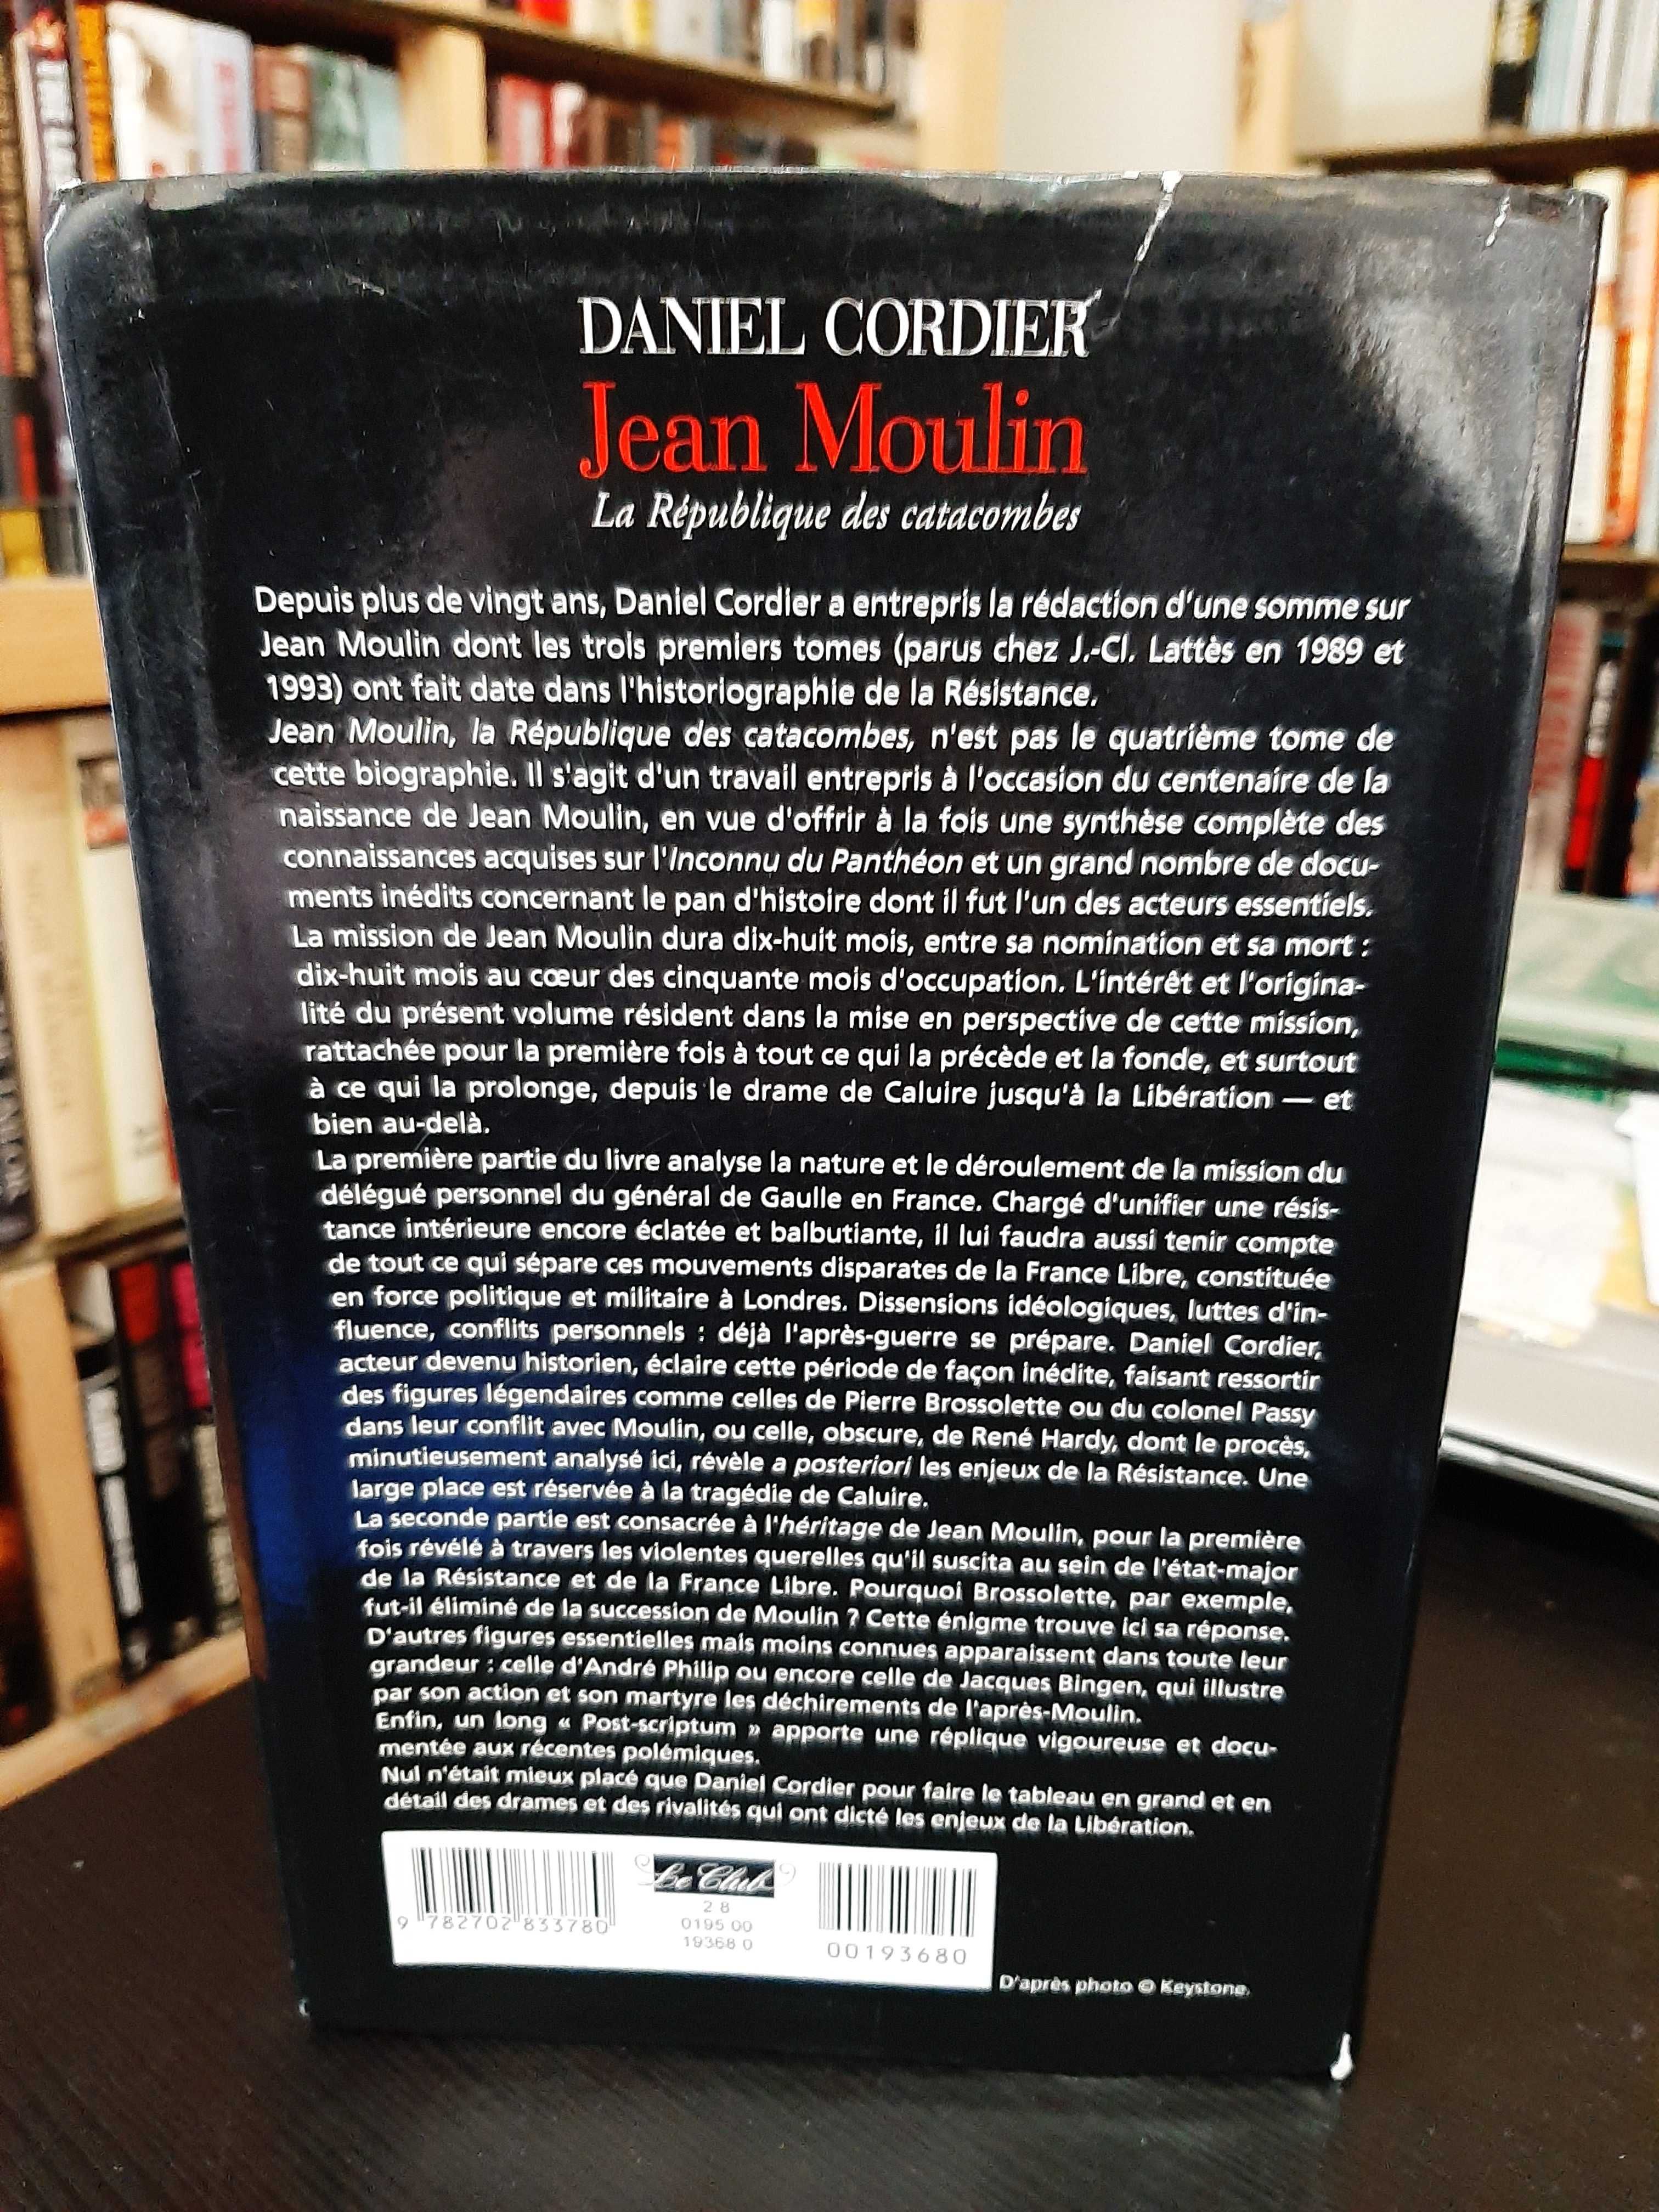 DANIEL CORDIER
Jean Moulin
La République des catacombes
Depuis plus de vingt ans, Daniel Cordier a entrepris la rédaction d'une somme sur
Jean Moulin dont les trois premiers tomes (parus chez J.-Cl. Lattès en 1989 et
1993) ont fait date dans l'historiographie de la Résistance.
Jean Moulin, la République des catacombes, n'est pas le quatrième tome de
cette biographie. Il s'agit d'un travail entrepris à l'occasion du centenaire de la
naissance de Jean Moulin, en vue d'offrir à la fois une synthèse complète des
connaissances acquises sur l'Inconnu du Panthéon et un grand nombre de docu-
ments inédits concernant le pan d'histoire dont il fut l'un des acteurs essentiels.
La mission de Jean Moulin dura dix-huit mois, entre sa nomination et sa mort :
dix-huit mois au cœur des cinquante mois d'occupation. L'intérêt et l'origina-
lité du présent volume résident dans la mise en perspective de cette mission,
rattachée pour la première fois à tout ce qui la précède et la fonde, et surtout
à ce qui la prolonge, depuis le drame de Caluire jusqu'à la Libération — et
bien au-delà.
La première partie du livre analyse la nature et le déroulement de la mission du
délégué personnel du général de Gaulle en France. Chargé d'unifier une résis-
tance intérieure encore éclatée et balbutiante, il lui faudra aussi tenir compte
de tout ce qui sépare ces mouvements disparates de la France Libre, constituée
en force politique et militaire à Londres. Dissensions idéologiques, luttes d'in-
fluence, conflits personnels : déjà l'après-guerre se prépare. Daniel Cordier,
acteur devenu historien, éclaire cette période de façon inédite, faisant ressortir
des figures légendaires comme celles de Pierre Brossolette ou du colonel Passy
dans leur conflit avec Moulin, ou celle, obscure, de René Hardy, dont le procès,
minutieusement analysé ici, révèle a posteriori les enjeux de la Résistance. Une
large place est réservée à la tragédie de Caluire.
La seconde partie est consacrée à l'héritage de Jean Moulin, pour la première
fois révélé à travers les violentes querelles qu'il suscita au sein de l'état-major
de la Résistance et de la France Libre. Pourquoi Brossolette, par exemple,
fut-il éliminé de la succession de Moulin ? Cette énigme trouve ici sa réponse.
D'autres figures essentielles mais moins connues apparaissent dans toute leur
grandeur : celle d'André Philip ou encore celle de Jacques Bingen, qui illustre
par son action et son martyre les déchirements de l'après-Moulin.
Enfin, un long « Post-scriptum » apporte une réplique vigoureuse et docu-
mentée aux récentes polémiques.
Nul n'était mieux placé que Daniel Cordier pour faire le tableau en grand et en
détail des drames et des rivalités qui ont dicté les enjeux de la Libération.
Le Club
2 8
0195 00
19368 0
9 782702 833780
00193680
D'après photo © Keystone.